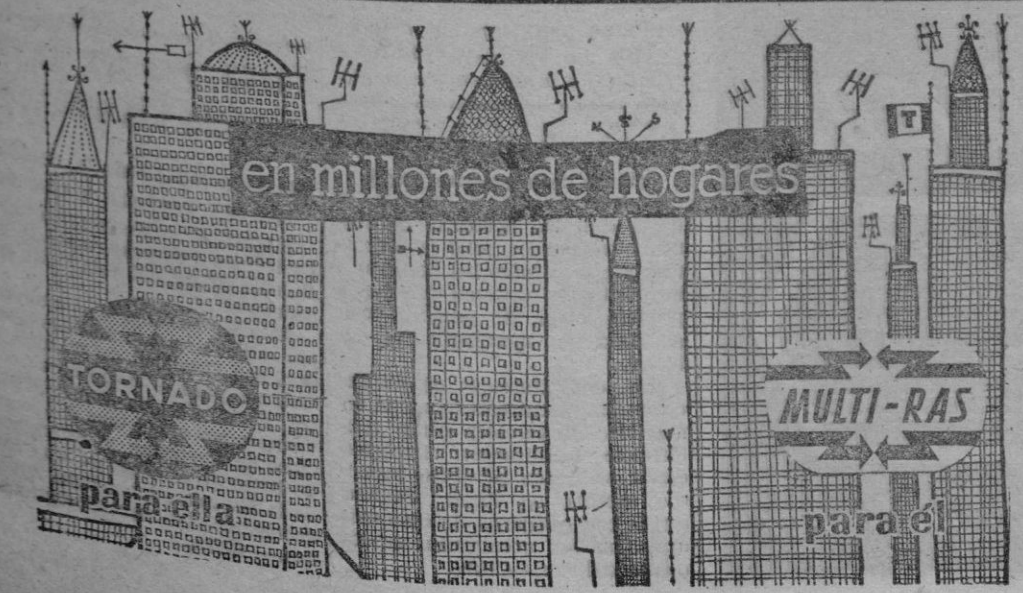 en millones de hogares
T
TORNADO
para ella
MULTI-RAS
para él